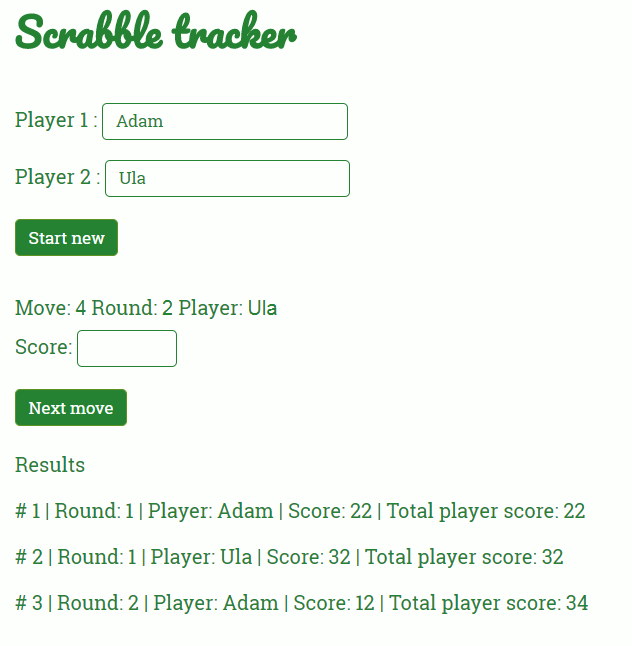 Scrabble tracker
Player 1 : Adam
Player 2 : Ula
Start new
Move: 4 Round: 2 Player: Ula
Score:
Next move
Results
# 1 | Round: 1 | Player: Adam | Score: 22 | Total player score: 22
# 2 | Round: 1 | Player: Ula | Score: 32 | Total player score: 32
# 3 | Round: 2 | Player: Adam | Score: 12 | Total player score: 34